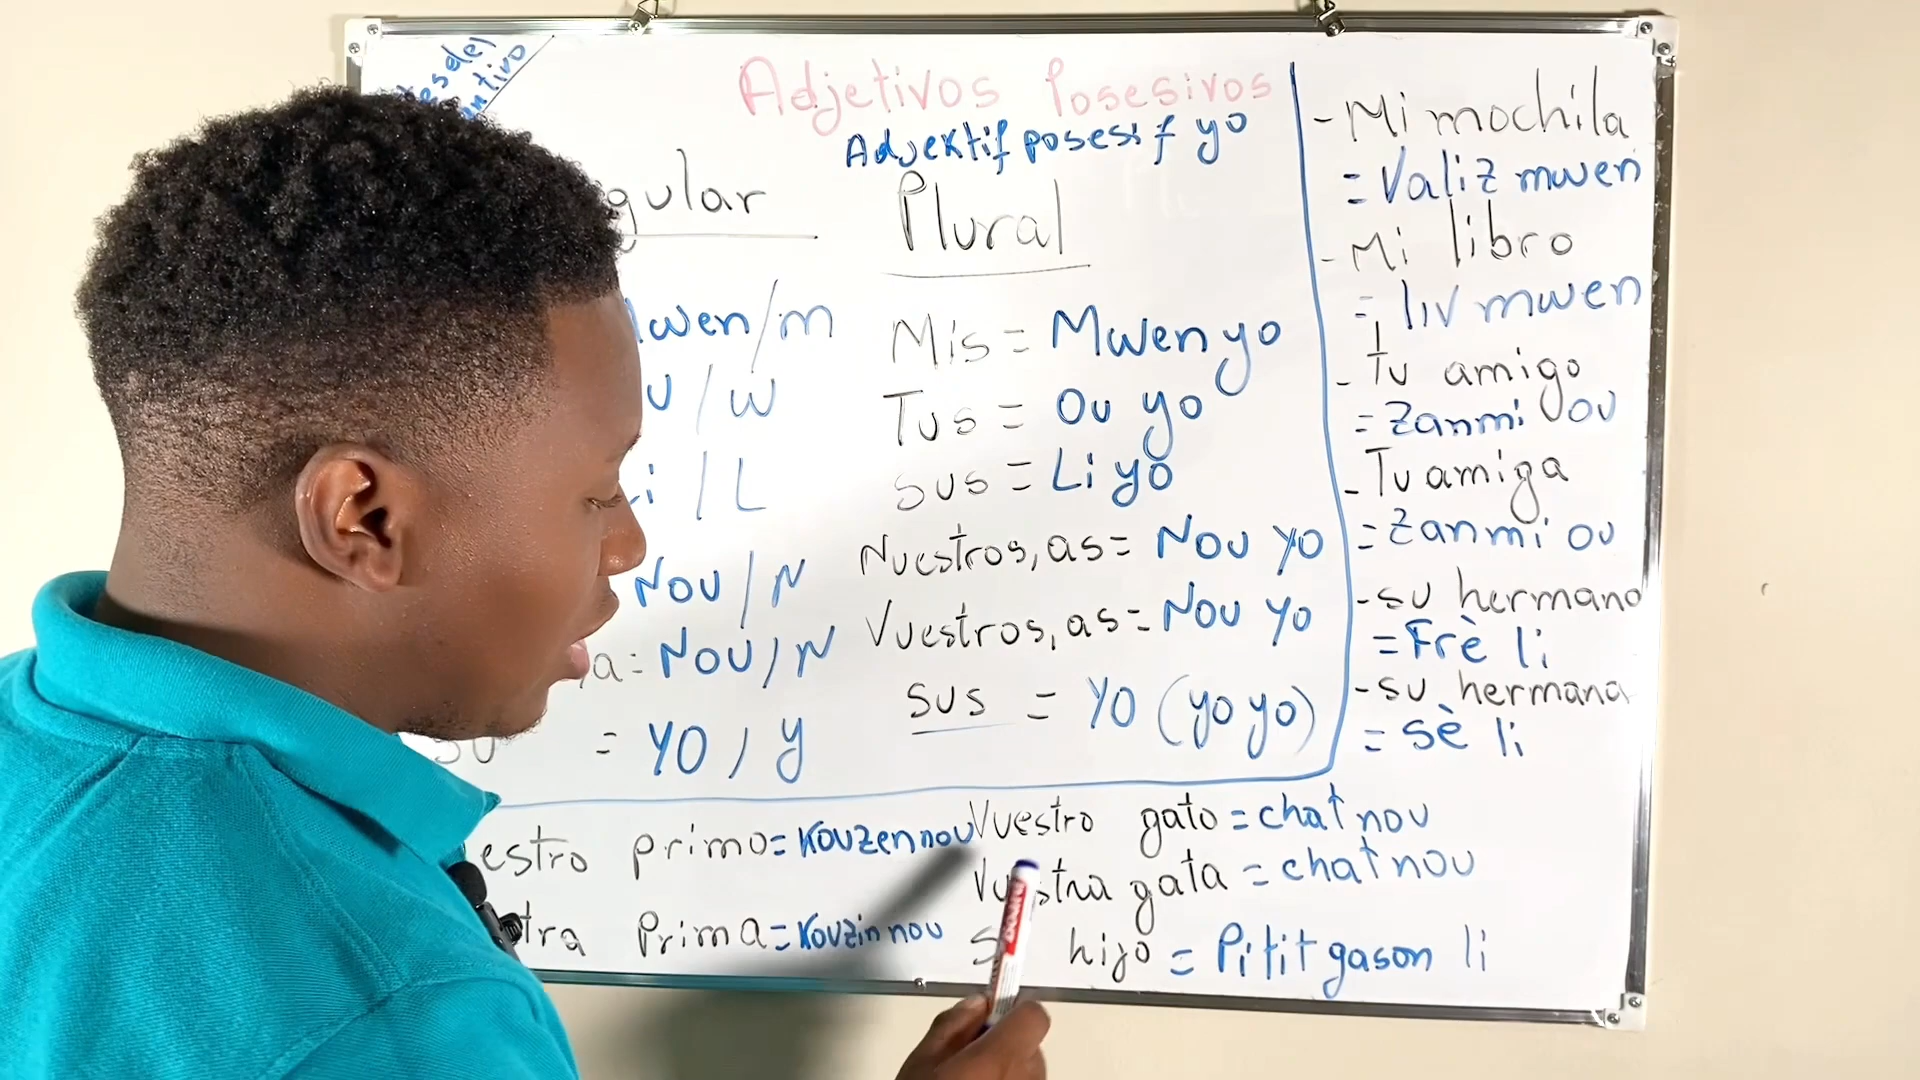 Adjetivos Posesivos
Adjektif posesif yo
Plural
Mwen/m
/ W
/ L
Nou/N
a= Nou/N
su = Yo / y
Mis = Mwen yo
Tus = Ou yo
sus = Li yo
Nuestros, as = Nou yo
Vuestros, as = Nou yo
sus = Yo (yo yo)
- Mi mochila
= Valiz mwen
- Mi libro
= liv mwen
- Tu amigo
= Zanmi ou
- Tu amiga
= Zanmi ou
- su hermano
= Frè li
- su hermana
= sè li
estro primo = Kouzen nou
tra Prima = Kouzin nou
Vuestro gato = chat nou
Vuestra gata = chat nou
hijo = Pitit gason li